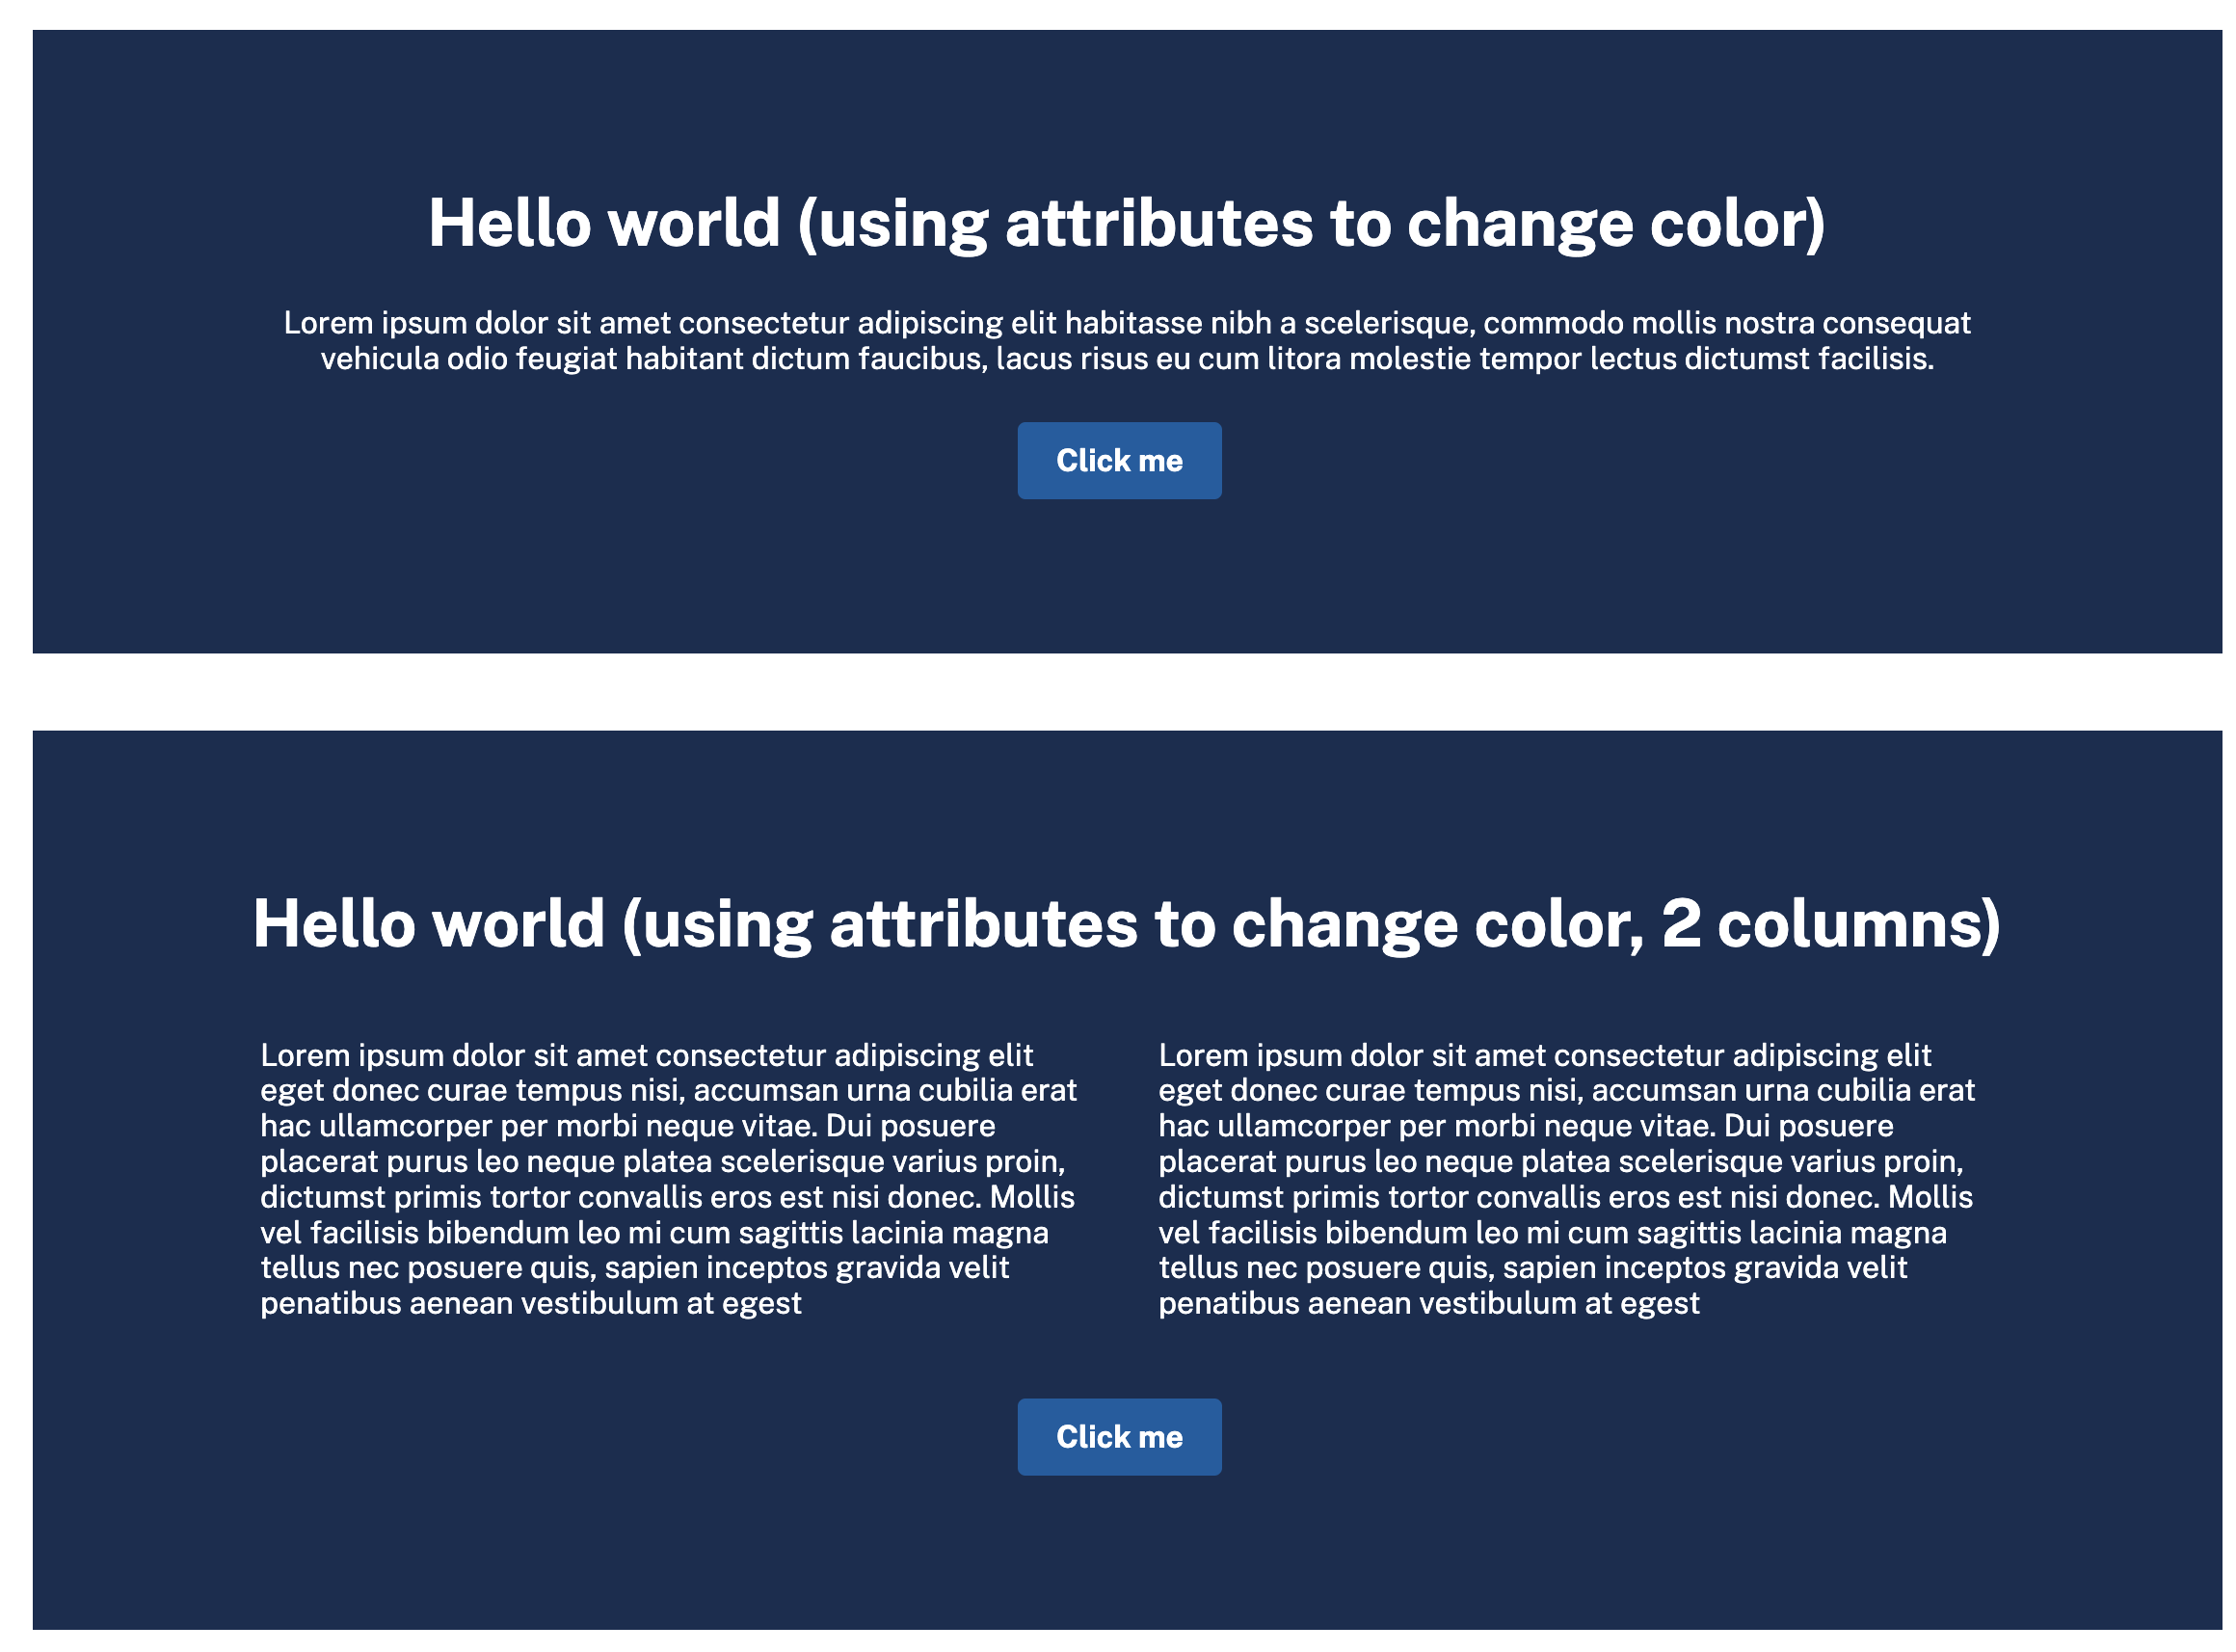 Hello world (using attributes to change color)
Lorem ipsum dolor sit amet consectetur adipiscing elit habitasse nibh a scelerisque, commodo mollis nostra consequat
vehicula odio feugiat habitant dictum faucibus, lacus risus eu cum litora molestie tempor lectus dictumst facilisis.
Click me
Hello world (using attributes to change color, 2 columns)
Lorem ipsum dolor sit amet consectetur adipiscing elit
eget donec curae tempus nisi, accumsan urna cubilia erat
hac ullamcorper per morbi neque vitae. Dui posuere
placerat purus leo neque platea scelerisque varius proin,
dictumst primis tortor convallis eros est nisi donec. Mollis
vel facilisis bibendum leo mi cum sagittis lacinia magna
tellus nec posuere quis, sapien inceptos gravida velit
penatibus aenean vestibulum at egest
Lorem ipsum dolor sit amet consectetur adipiscing elit
eget donec curae tempus nisi, accumsan urna cubilia erat
hac ullamcorper per morbi neque vitae. Dui posuere
placerat purus leo neque platea scelerisque varius proin,
dictumst primis tortor convallis eros est nisi donec. Mollis
vel facilisis bibendum leo mi cum sagittis lacinia magna
tellus nec posuere quis, sapien inceptos gravida velit
penatibus aenean vestibulum at egest
Click me